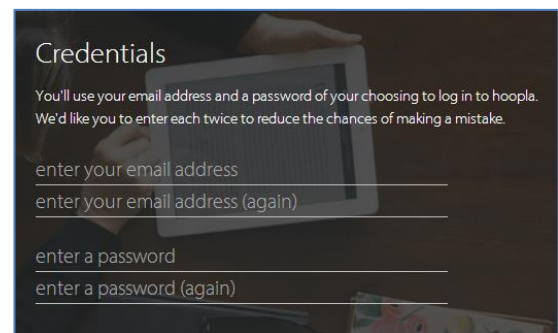 Credentials
You'll use your email address and a password of your choosing to log in to hoopla.
We'd like you to enter each twice to reduce the chances of making a mistake.
enter your email address
enter your email address (again)
enter a password
enter a password (again)